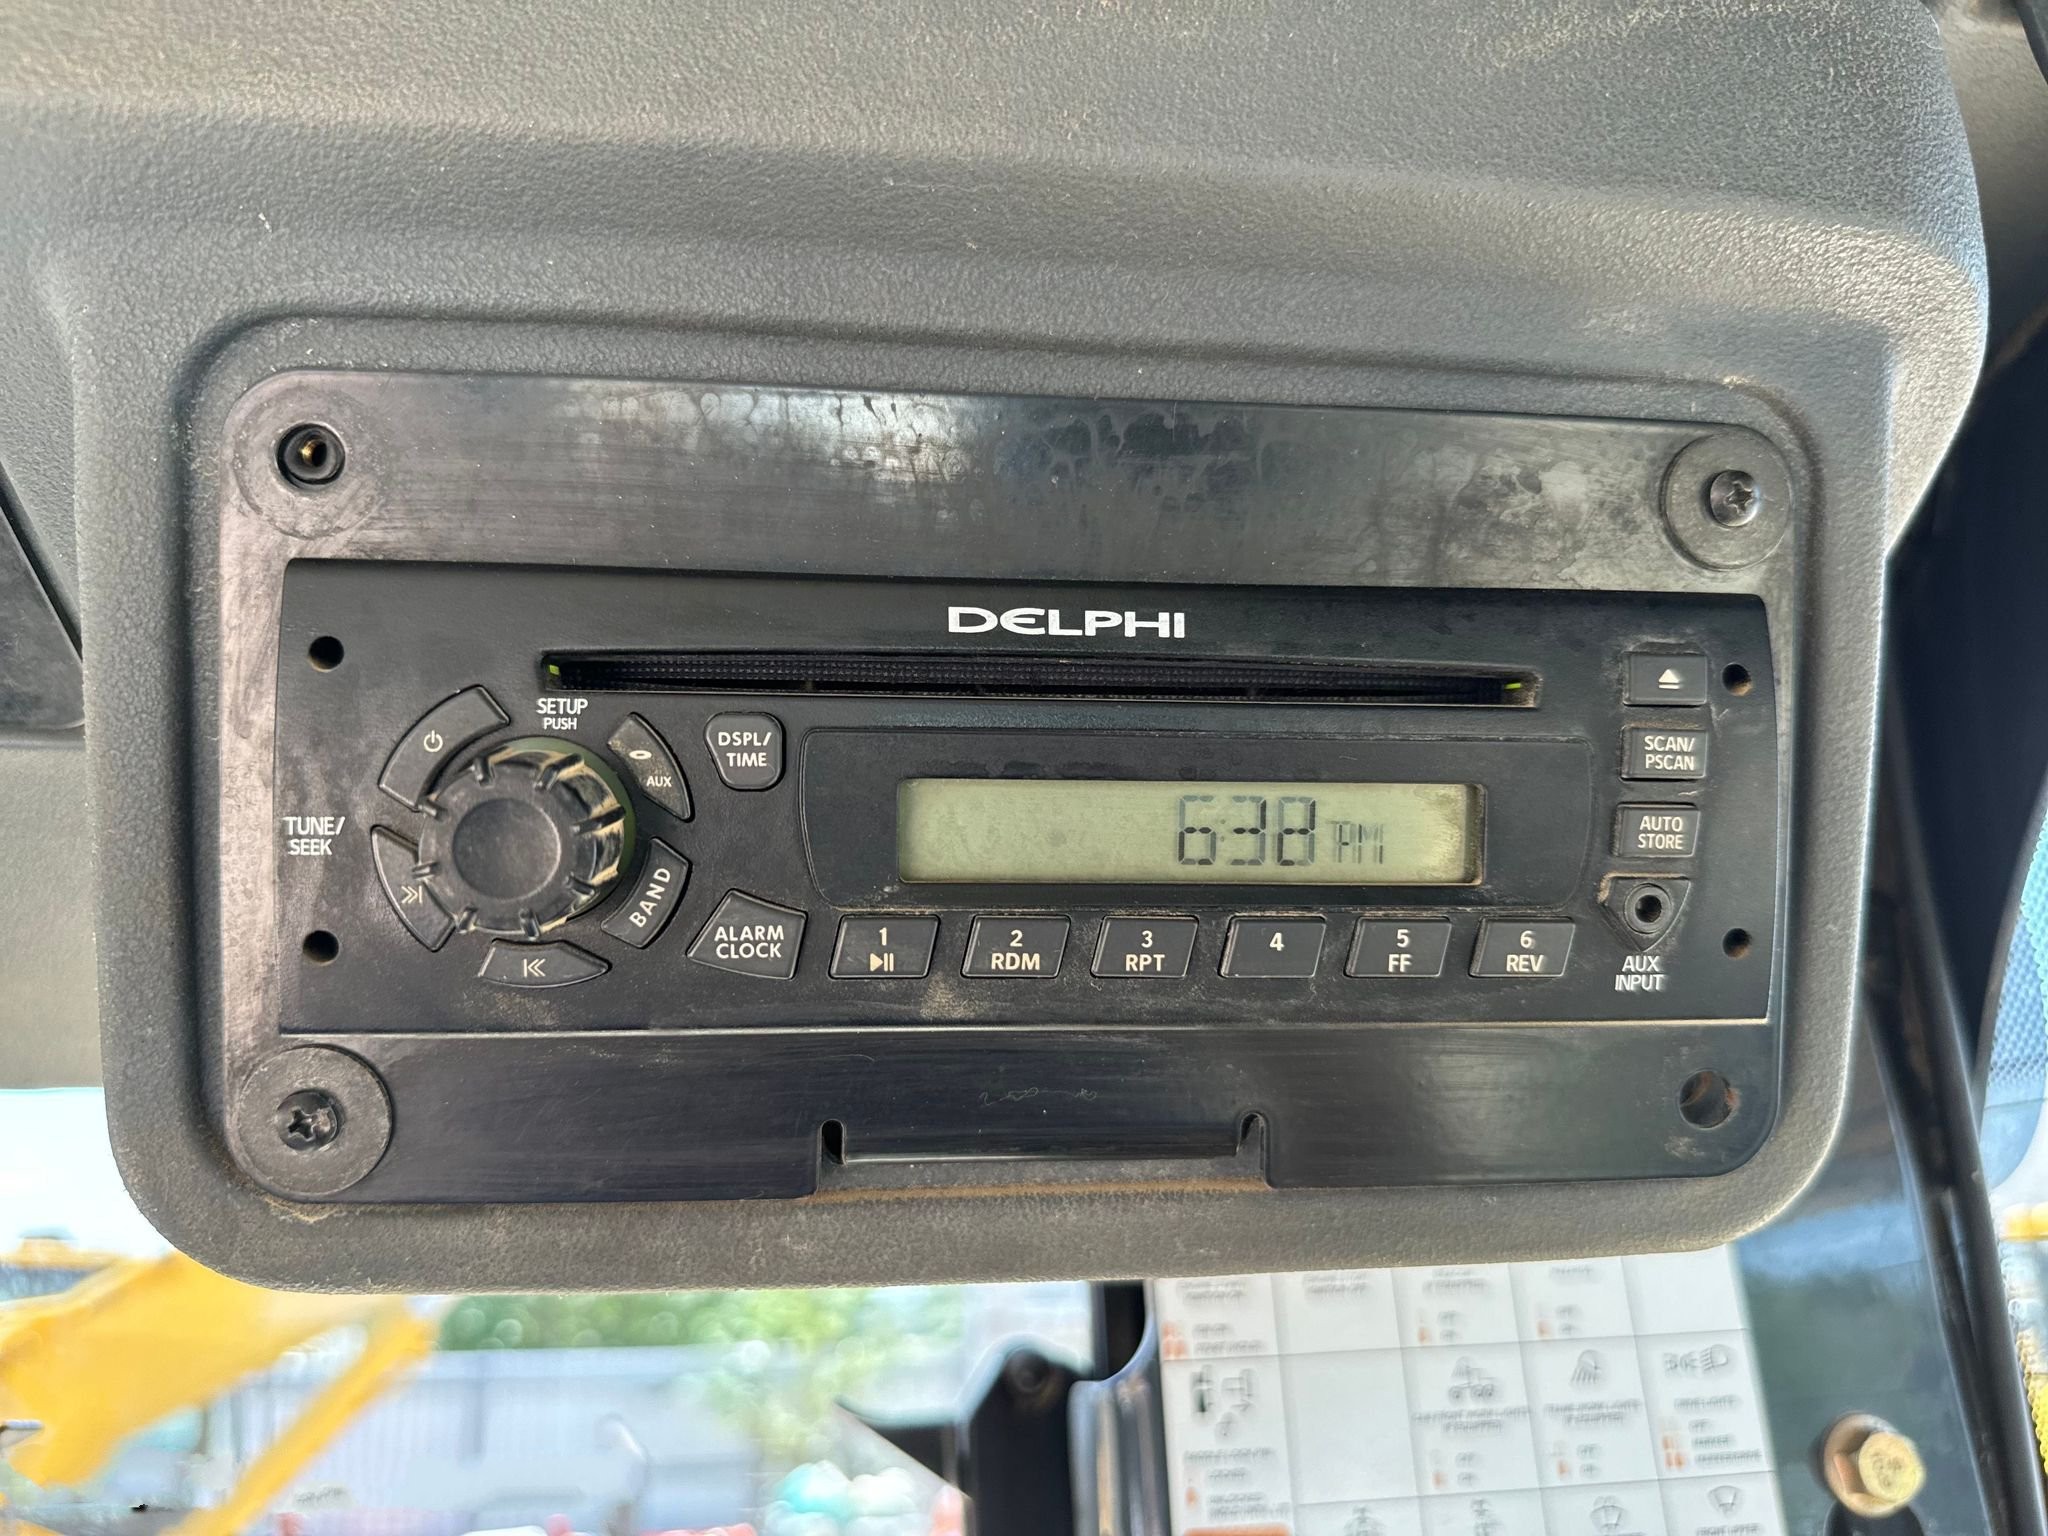 DELPHI
SETUP
PUSH
AUX
DSPL/
TIME
SCAN/
PSCAN
6:38 AM
TUNE/
SEEK
AUTO
STORE
BAND
ALARM
CLOCK
1
2
RDM
3
RPT
4
5
FF
6
REV
AUX
INPUT